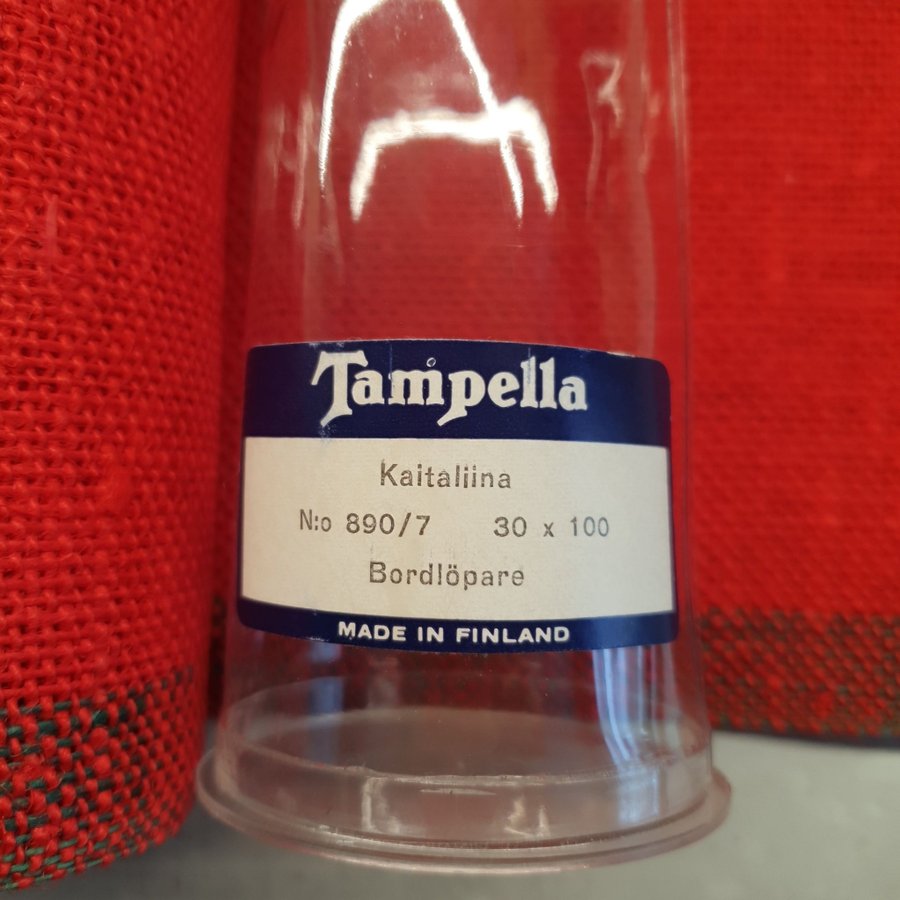 Tampella
Kaitaliina
N:o 890/7 30 x 100
Bordlöpare
MADE IN FINLAND